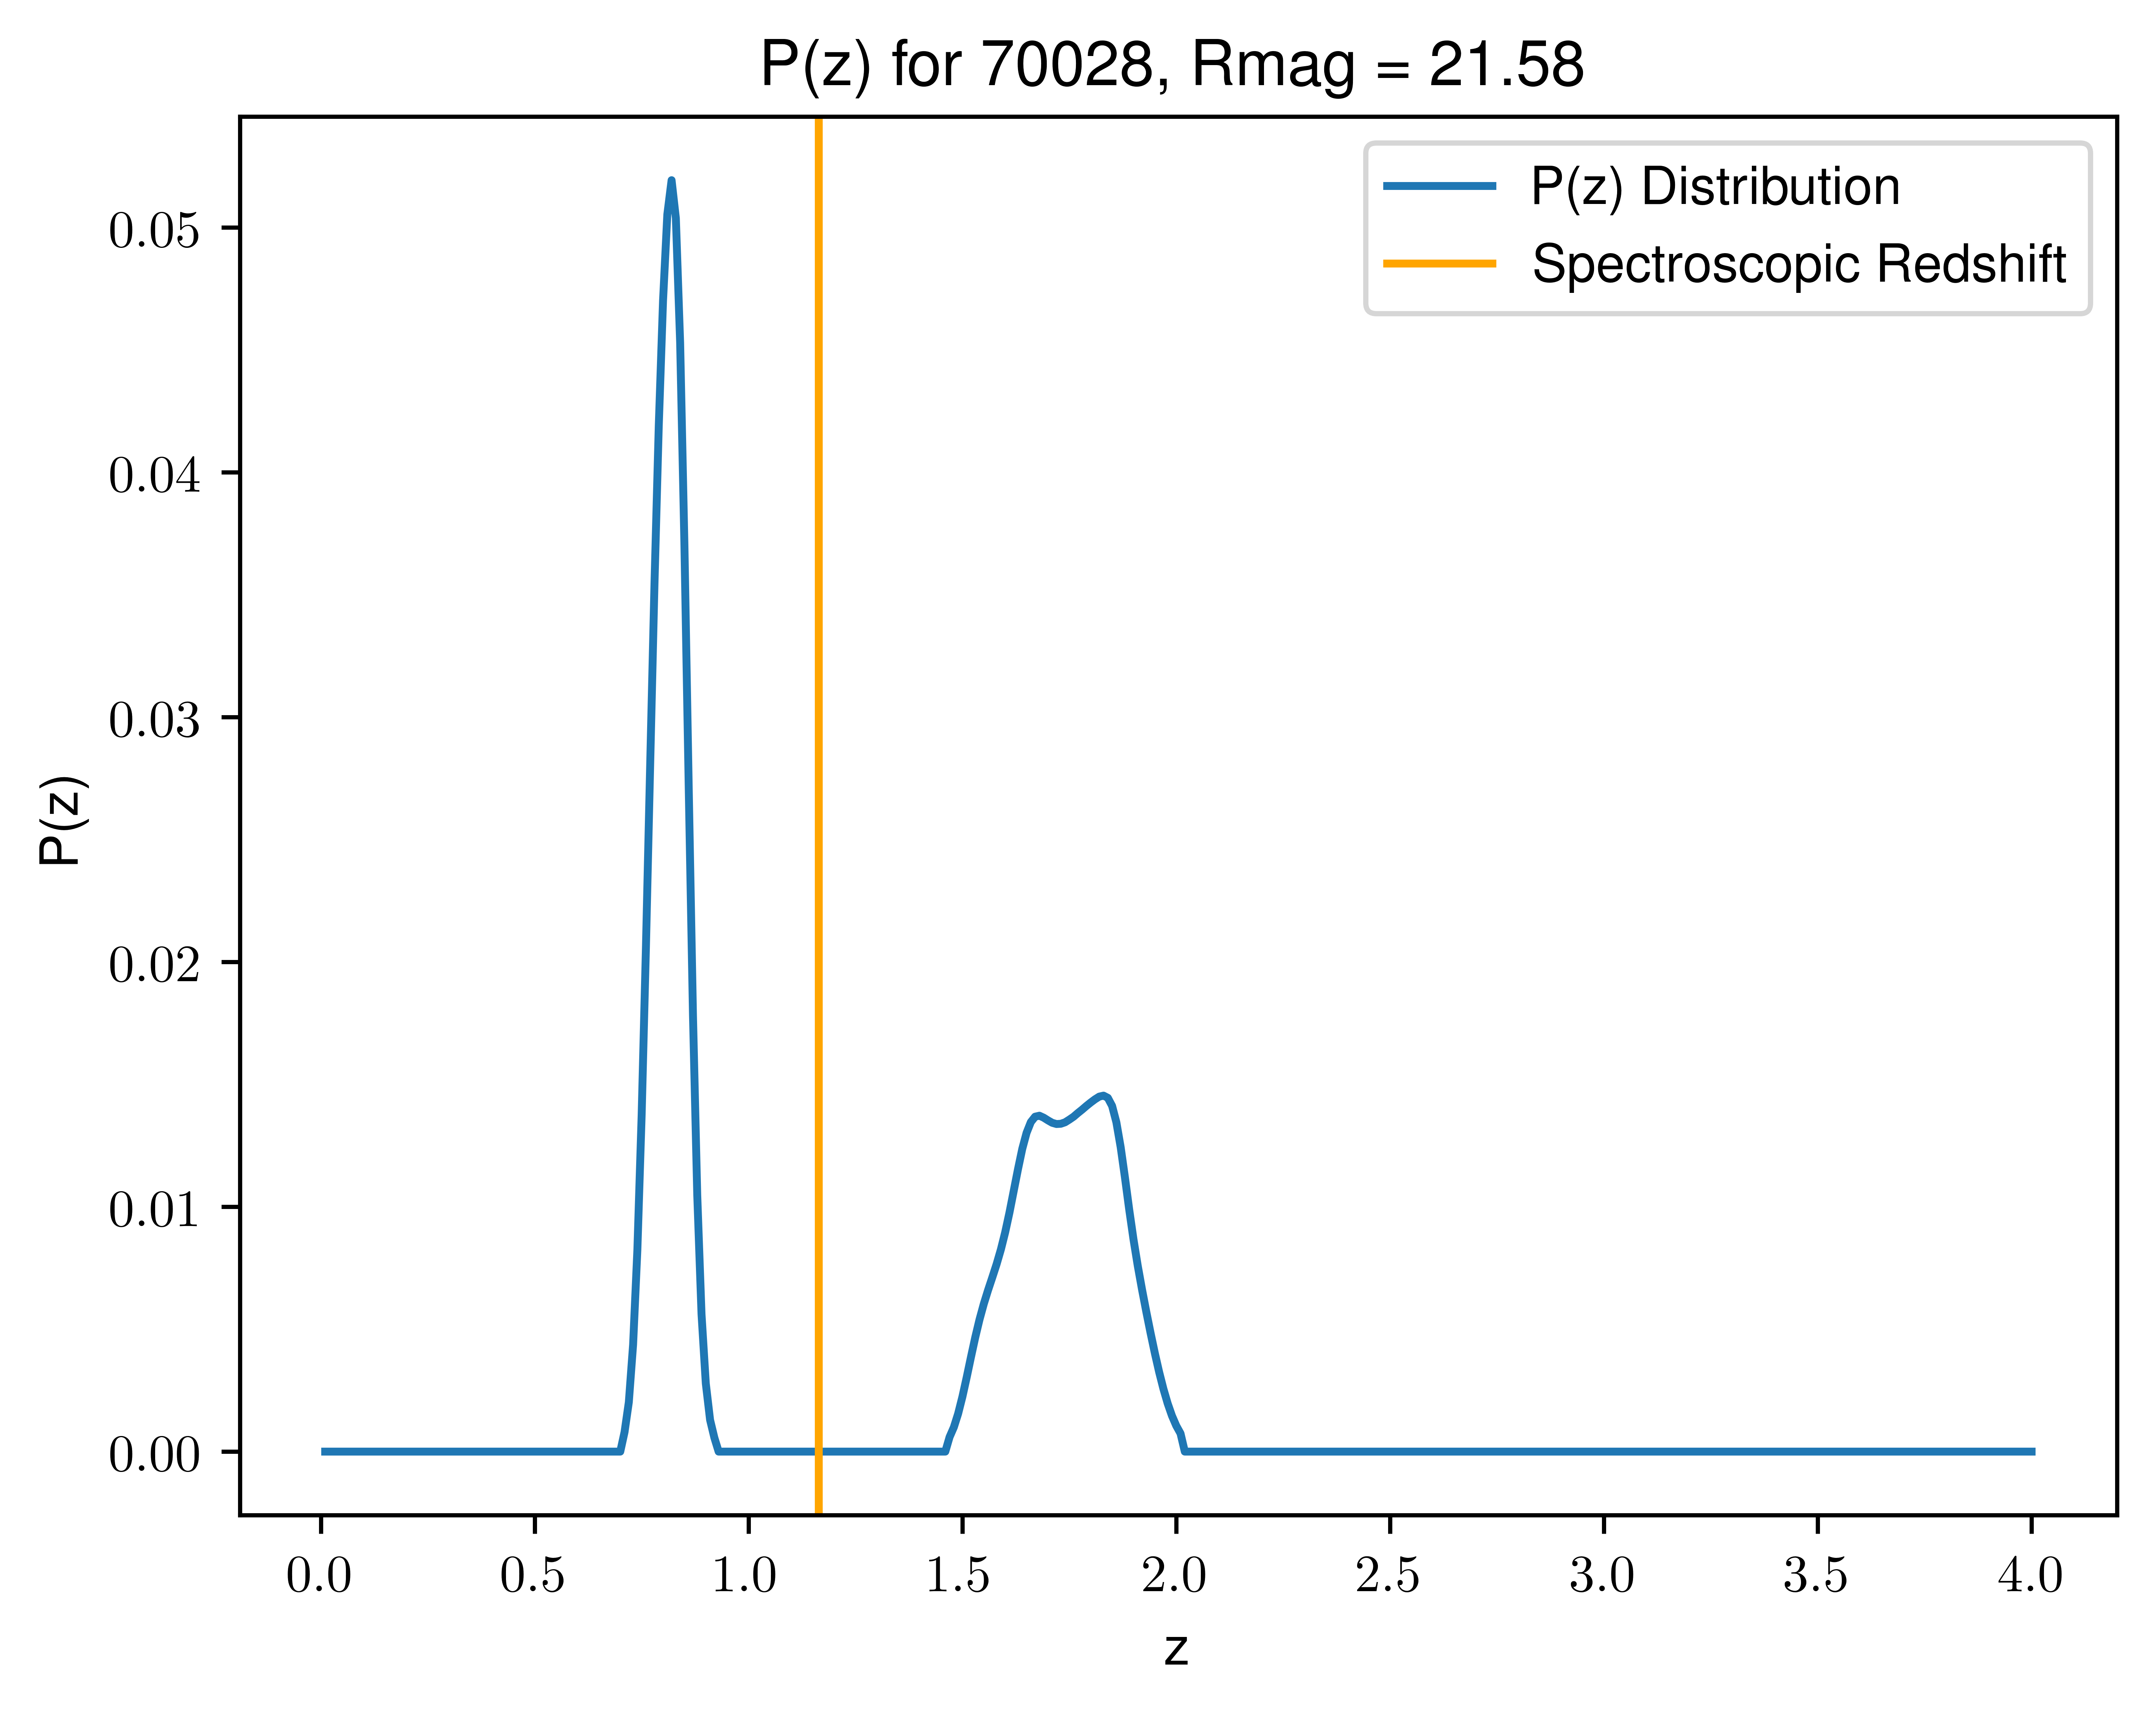 P(z) for 70028, Rmag = 21.58
P(z) Distribution
Spectroscopic Redshift
0.05
0.04
0.03
0.02
0.01
0.00
P(z)
0.0 0.5 1.0 1.5 2.0 2.5 3.0 3.5 4.0
z